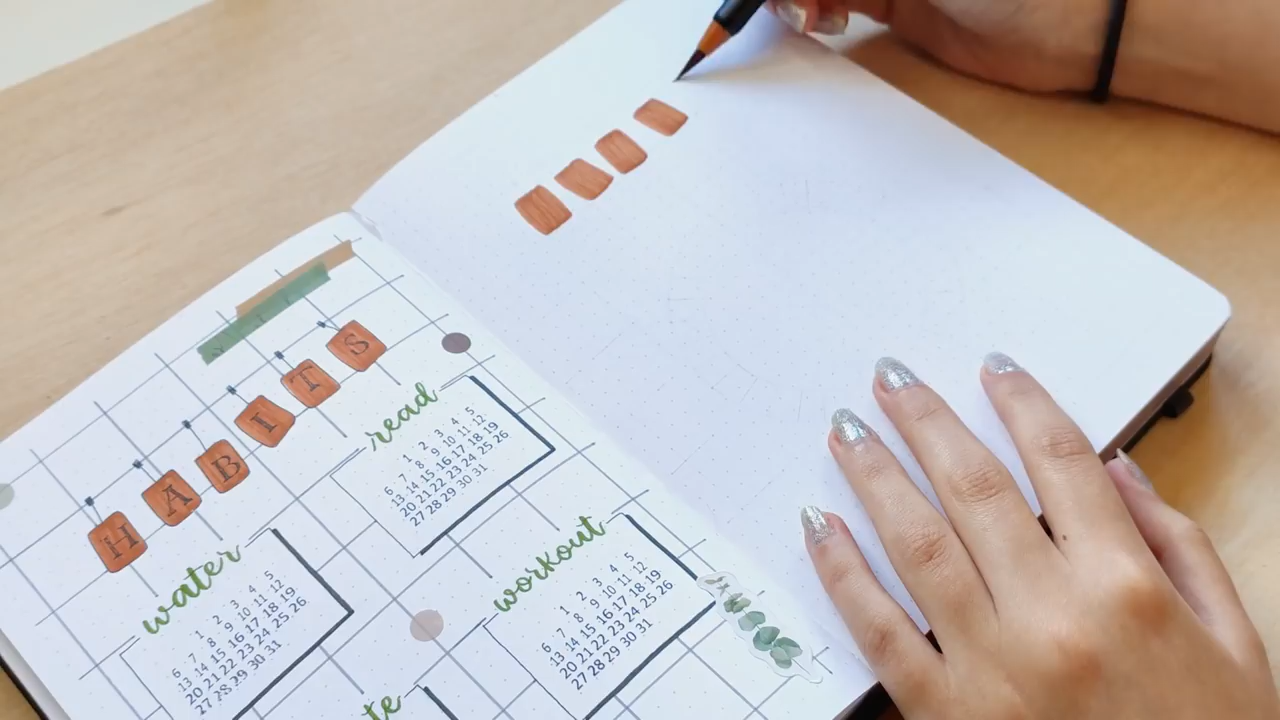 HABITS
read
1 2 3 4 5
6 7 8 9 10 11 12
13 14 15 16 17 18 19
20 21 22 23 24 25 26
27 28 29 30 31
water
1 2 3 4 5
6 7 8 9 10 11 12
13 14 15 16 17 18 19
20 21 22 23 24 25 26
27 28 29 30 31
workout
1 2 3 4 5
6 7 8 9 10 11 12
13 14 15 16 17 18 19
20 21 22 23 24 25 26
27 28 29 30 31